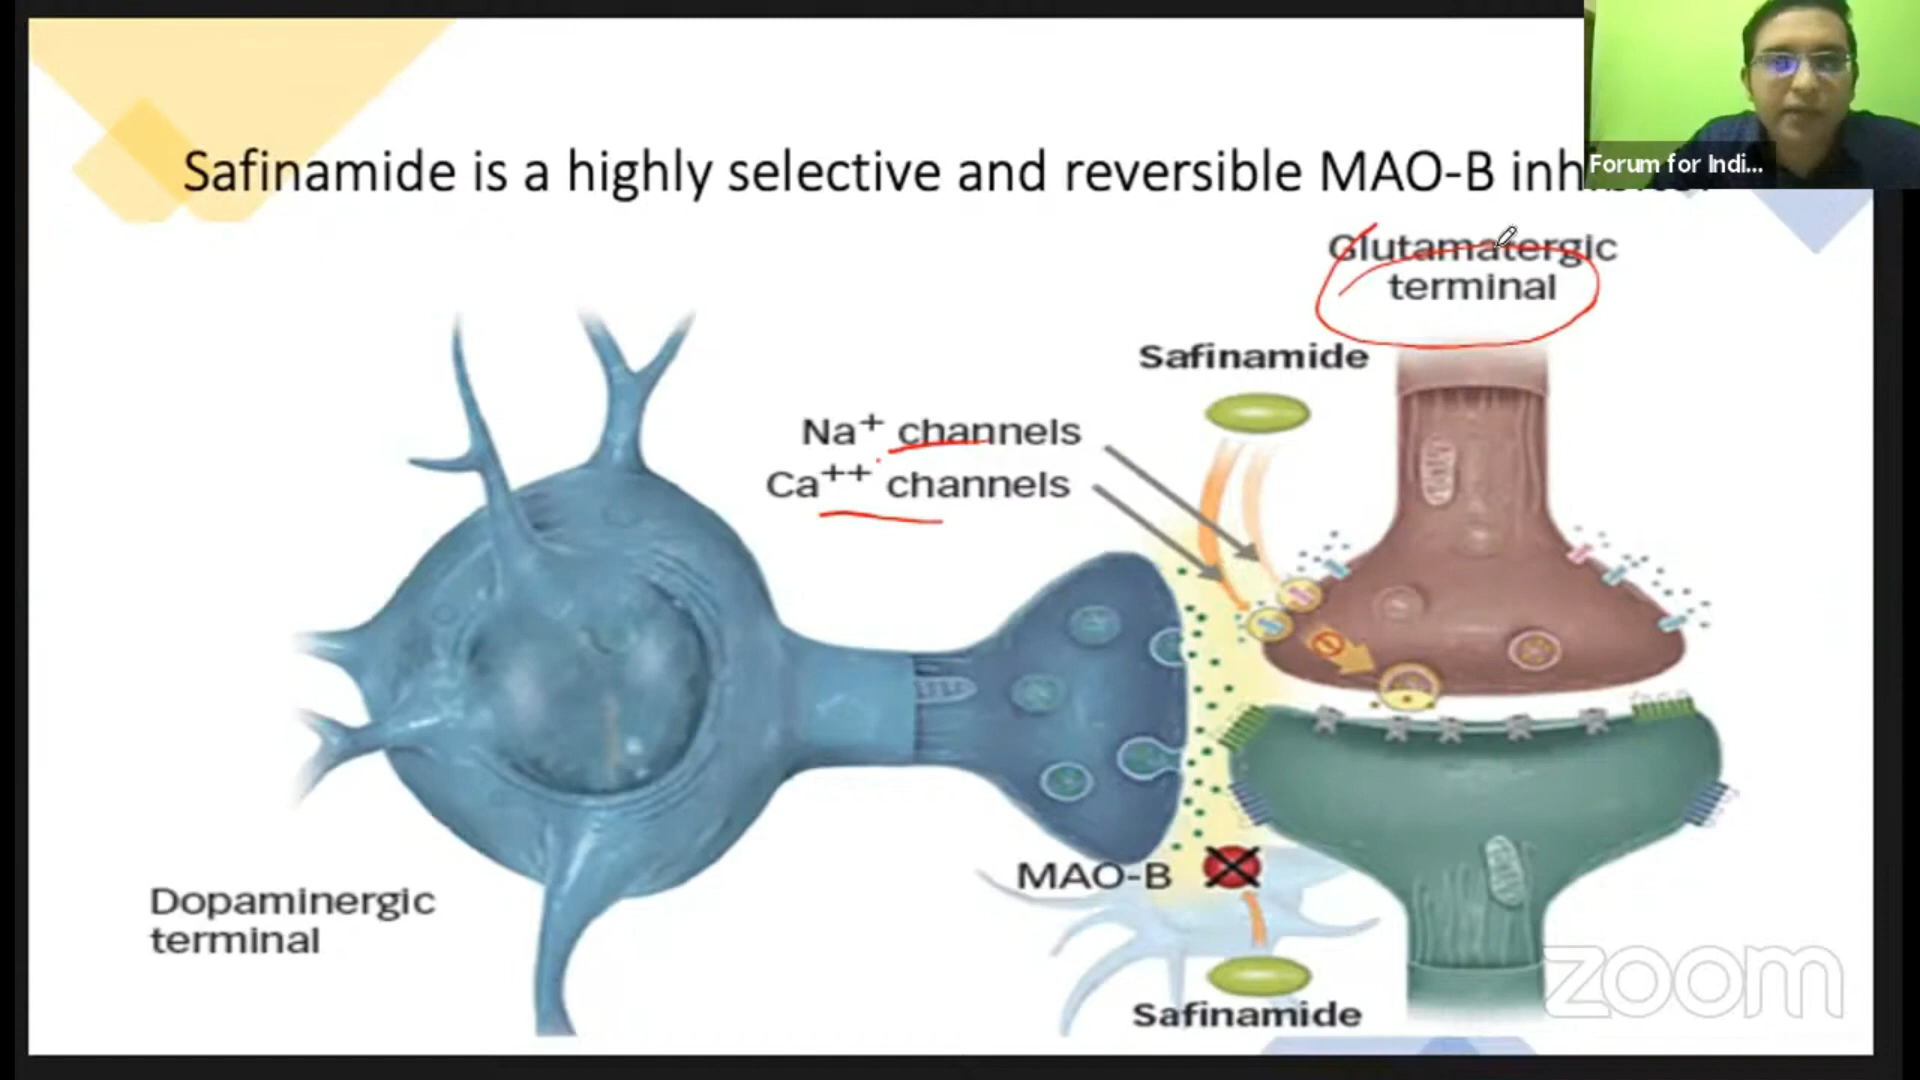 Safinamide is a highly selective and reversible MAO-B
Forum for Indi...
Glutamatergic
terminal
Safinamide
Na++ channels
Ca++ channels
MAO-B
Dopaminergic
terminal
Safinamide
zoom